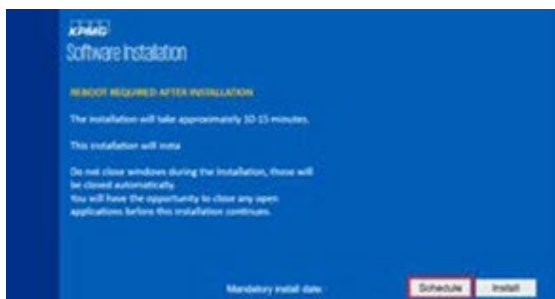 KPMG
Software Installation
REBOOT REQUIRED AFTER INSTALLATION
The installation will take approximately 10-15 minutes.
This installation will insta
Do not close windows during the installation, those will
be closed automatically.
You will have the opportunity to close any open
applications before this installation continues.
Mandatory install date:
Schedule
Install